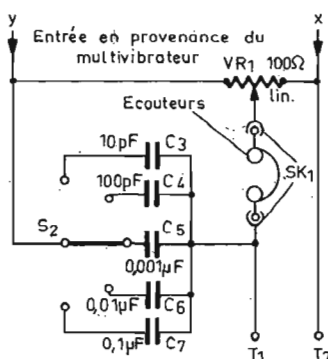 y x
Entrée en provenance du
multivibrateur
VR1 100Ω
lin.
Ecouteurs
10pF C3
100pF C4
SK1
S2 C5
0,001µF
0,01µF C6
0,1µF C7
T1 T2